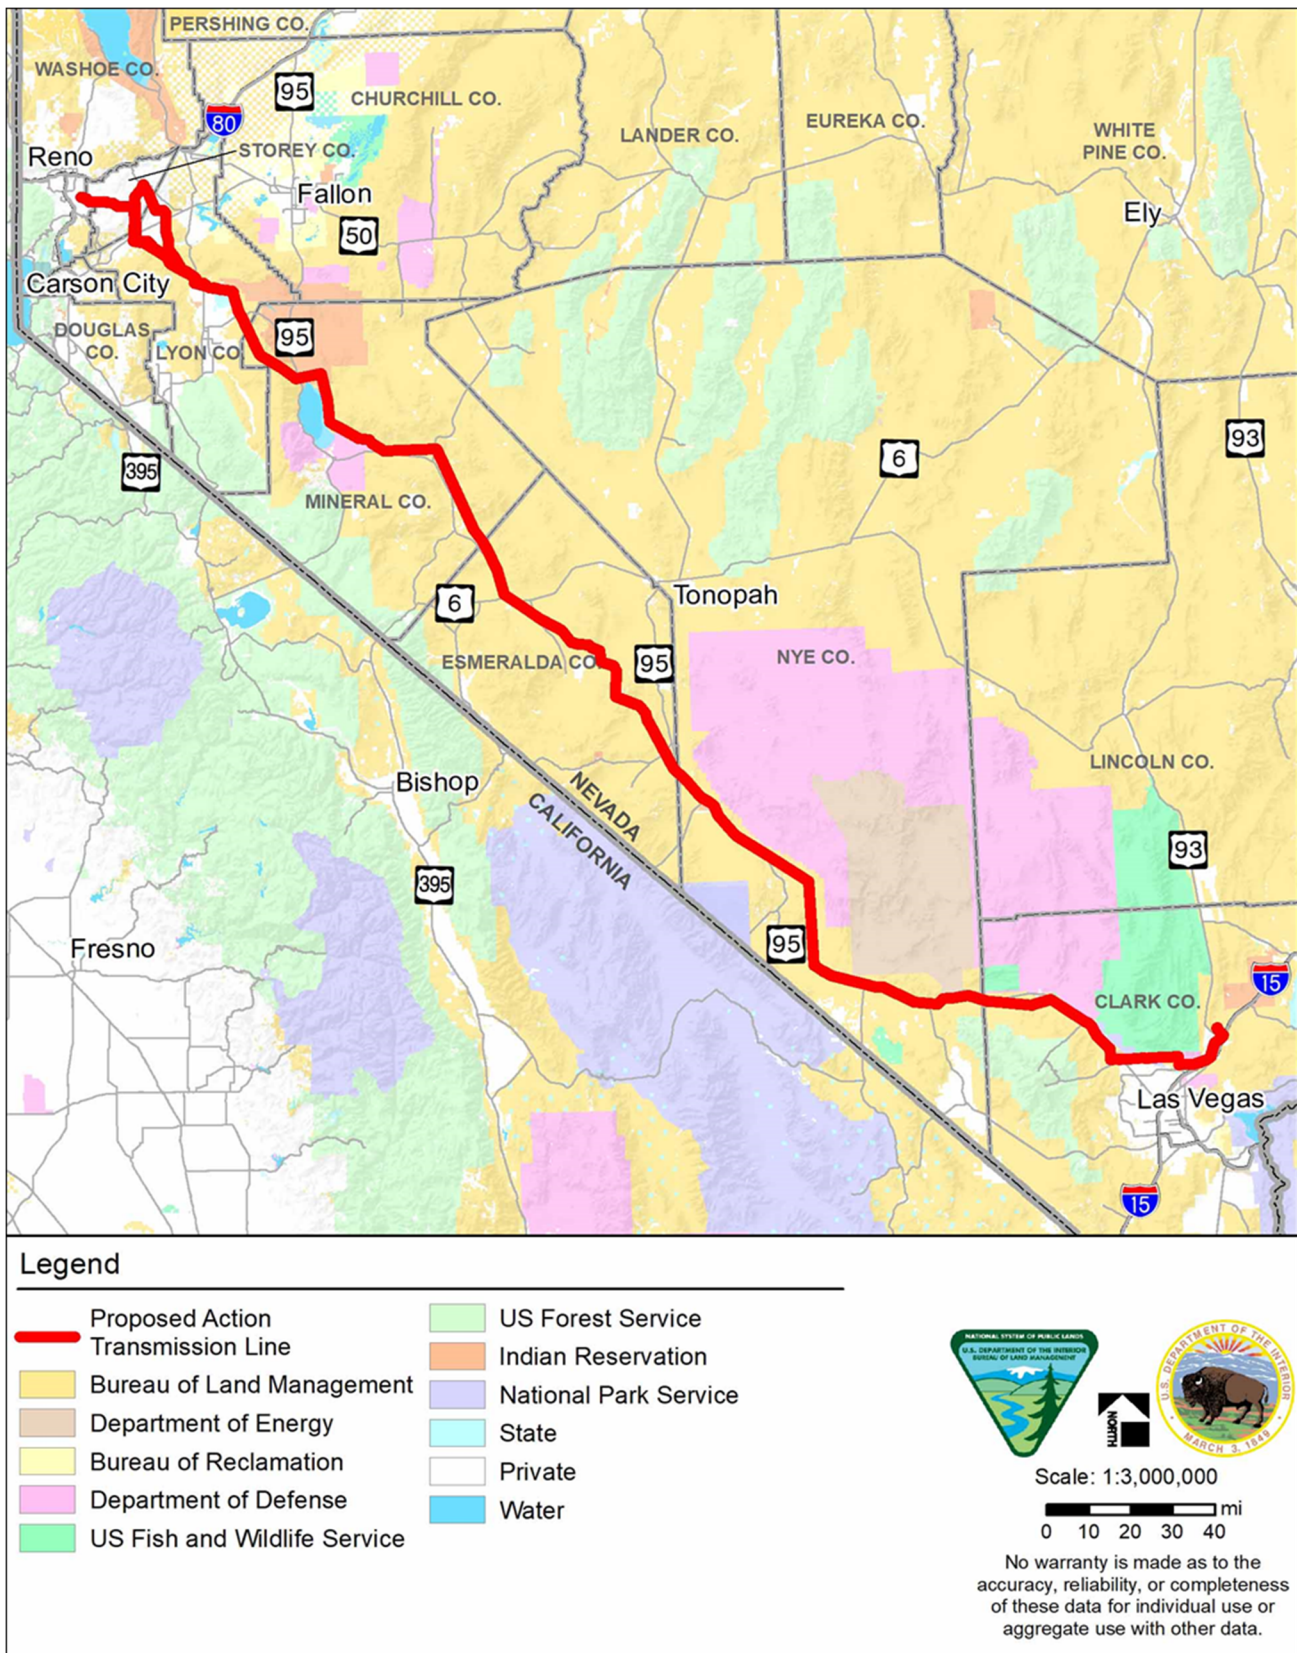 PERSHING CO.
WASHOE CO.
95
CHURCHILL CO.
80
LANDER CO.
EUREKA CO.
WHITE
PINE CO.
Reno
STOREY CO.
Fallon
Ely
50
Carson City
DOUGLAS
CO.
LYON CO.
95
93
6
395
MINERAL CO.
6
Tonopah
ESMERALDA CO.
95
NYE CO.
LINCOLN CO.
Bishop
NEVADA
CALIFORNIA
93
395
Fresno
95
15
CLARK CO.
Las Vegas
15
Legend
Proposed Action
Transmission Line
Bureau of Land Management
Department of Energy
Bureau of Reclamation
Department of Defense
US Fish and Wildlife Service
US Forest Service
Indian Reservation
National Park Service
State
Private
Water
NATIONAL SYSTEM OF PUBLIC LANDS
U.S. DEPARTMENT OF THE INTERIOR
BUREAU OF LAND MANAGEMENT
NORTH
U.S. DEPARTMENT OF THE INTERIOR
MARCH 3, 1849
Scale: 1:3,000,000
mi
0 10 20 30 40
No warranty is made as to the
accuracy, reliability, or completeness
of these data for individual use or
aggregate use with other data.